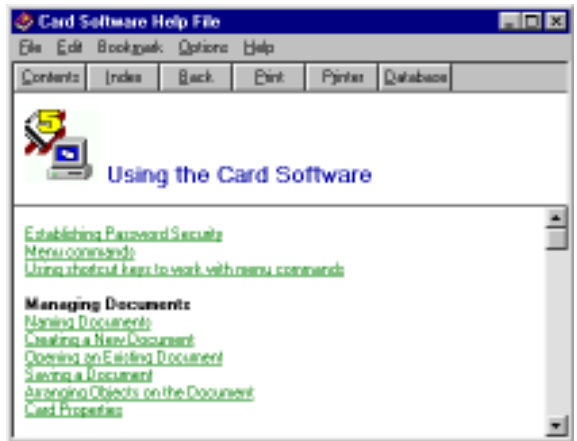 Card Software Help File
File Edit Bookmark Options Help
Contents Index Back Print Printer Database
5
Using the Card Software
Establishing Password Security
Menu commands
Using shortcut keys to work with menu commands
Managing Documents
Naming Documents
Creating a New Document
Opening an Existing Document
Saving a Document
Arranging Objects on the Document
Card Properties